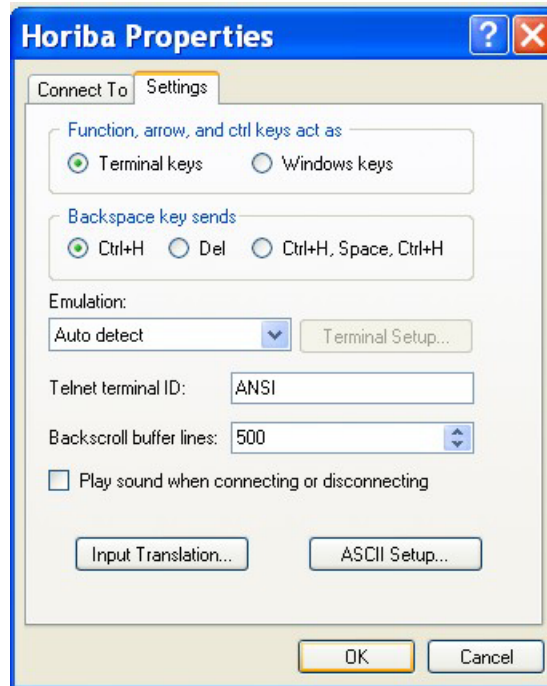 Horiba Properties
Connect To Settings
Function, arrow, and ctrl keys act as
Terminal keys Windows keys
Backspace key sends
Ctrl+H Del Ctrl+H, Space, Ctrl+H
Emulation:
Auto detect Terminal Setup...
Telnet terminal ID: ANSI
Backscroll buffer lines: 500
Play sound when connecting or disconnecting
Input Translation... ASCII Setup...
OK Cancel